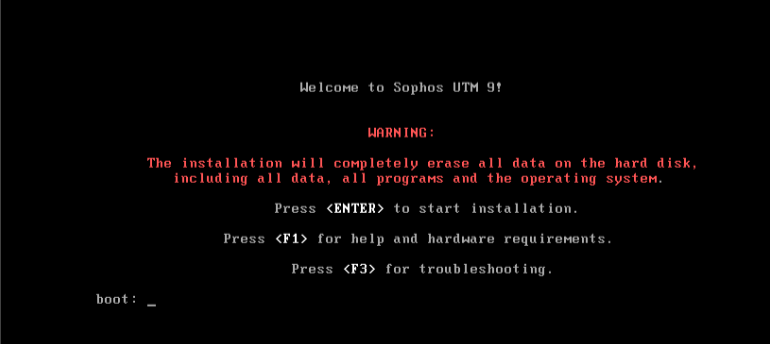 Welcome to Sophos UTM 9!
WARNING:
The installation will completely erase all data on the hard disk,
including all data, all programs and the operating system.
Press <ENTER> to start installation.
Press <F1> for help and hardware requirements.
Press <F3> for troubleshooting.
boot: _